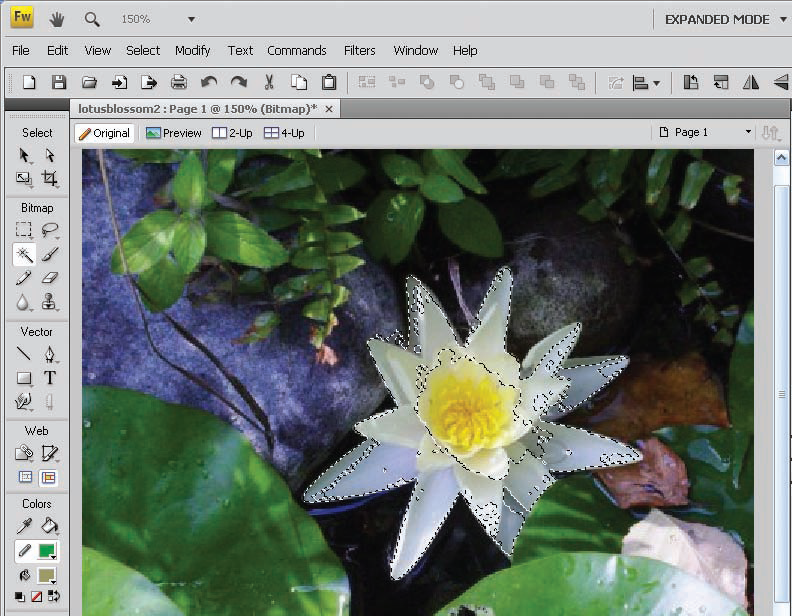 Fw 150% EXPANDED MODE
File Edit View Select Modify Text Commands Filters Window Help
lotusblossom2 : Page 1 @ 150% (Bitmap)* ×
Original Preview 2-Up 4-Up Page 1
Select
Bitmap
Vector
T
Web
Colors